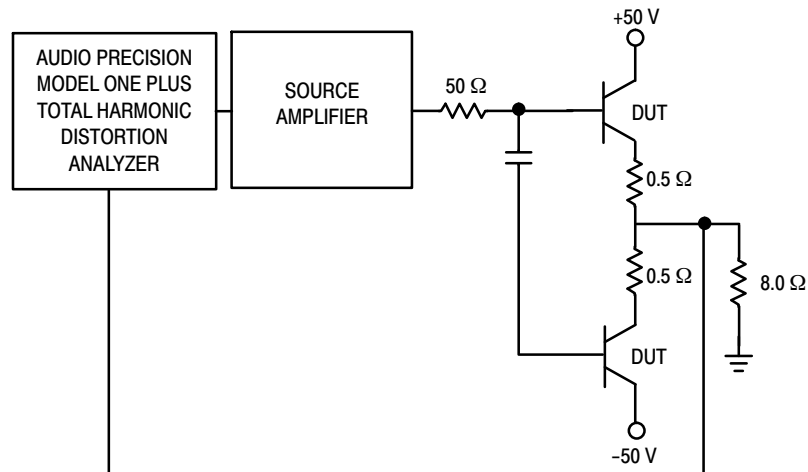 AUDIO PRECISION
MODEL ONE PLUS
TOTAL HARMONIC
DISTORTION
ANALYZER
SOURCE
AMPLIFIER
50 Ω
+50 V
DUT
0.5 Ω
0.5 Ω
8.0 Ω
DUT
−50 V